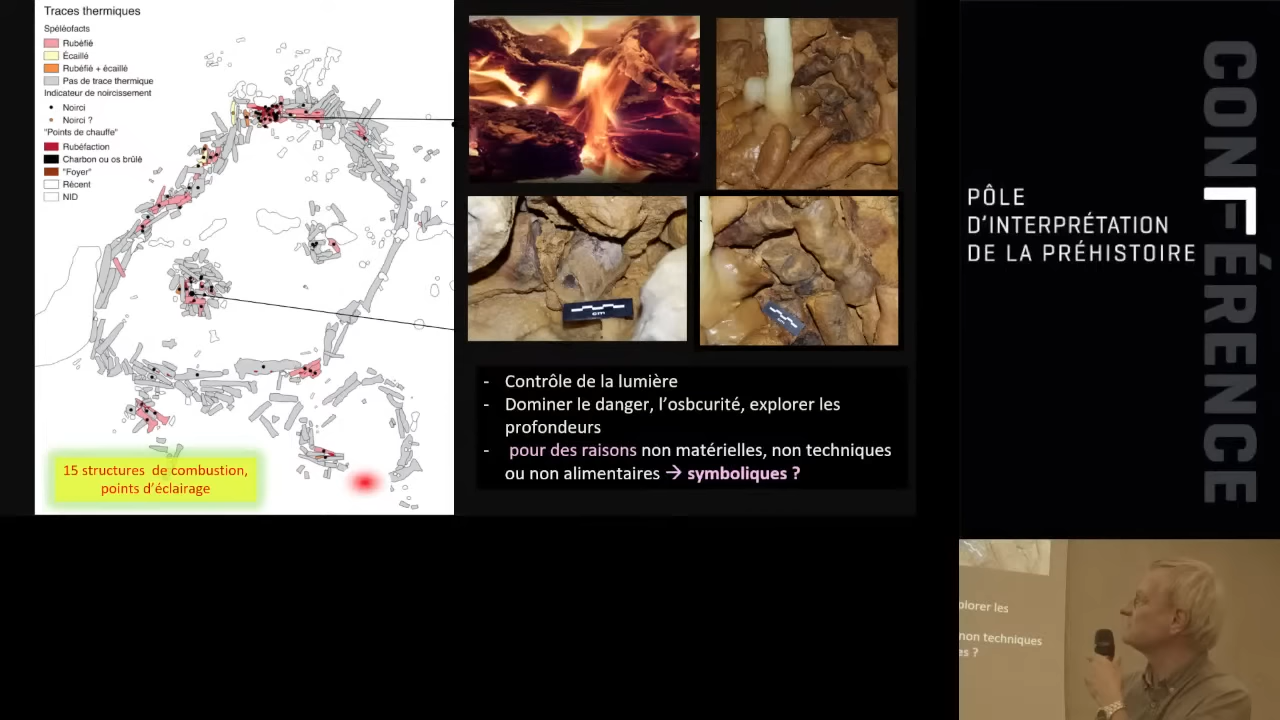 Traces thermiques
Spéléofacts
Rubéfié
Écaillé
Rubéfié + écaillé
Pas de trace thermique
Indicateur de noircissement
Noirci
Noirci ?
"Points de chauffe"
Rubéfaction
Charbon ou os brûlé
"Foyer"
Récent
NID
15 structures de combustion,
points d'éclairage
cm
cm
- Contrôle de la lumière
- Dominer le danger, l'osbcurité, explorer les
profondeurs
- pour des raisons non matérielles, non techniques
ou non alimentaires → symboliques ?
PÔLE
D'INTERPRÉTATION
DE LA PRÉHISTOIRE
CONFÉRENCE
plorer les
non techniques
es ?